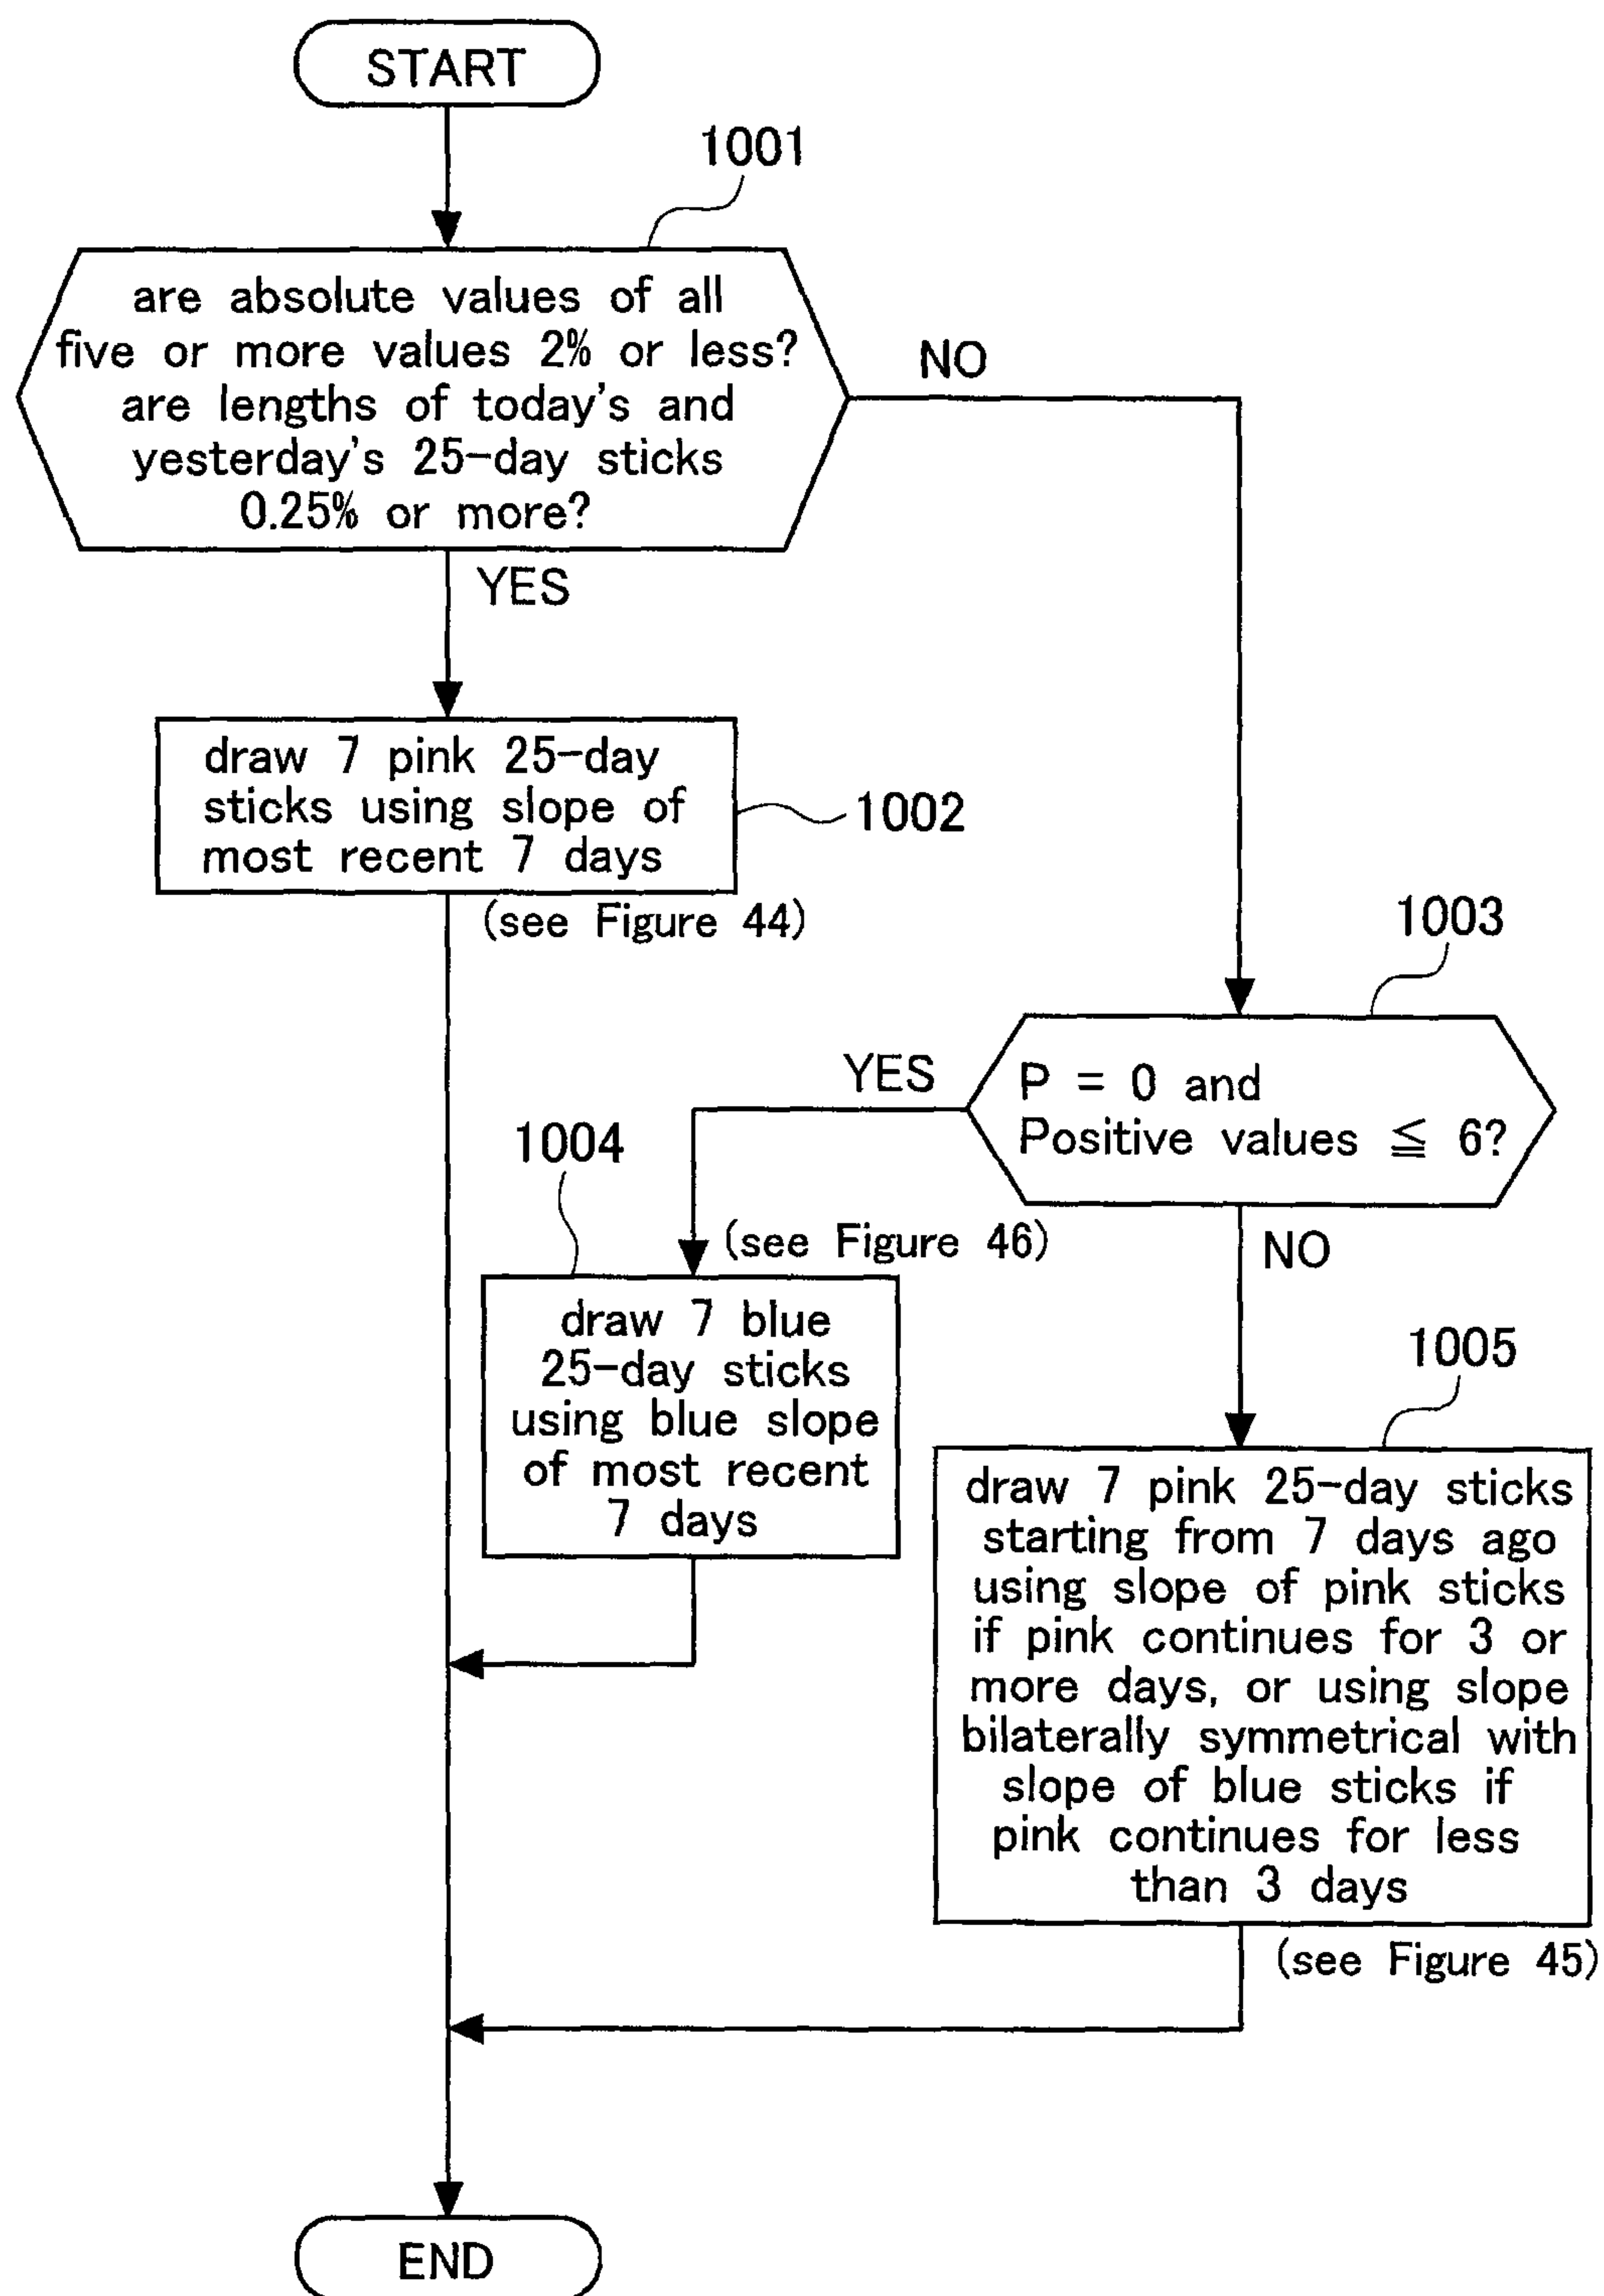 START
1001
are absolute values of all
five or more values 2% or less?
are lengths of today's and
yesterday's 25-day sticks
0.25% or more?
NO
YES
draw 7 pink 25-day
sticks using slope of
most recent 7 days
1002
(see Figure 44)
1003
P = 0 and
Positive values ≦ 6?
YES
1004
(see Figure 46)
NO
draw 7 blue
25-day sticks
using blue slope
of most recent
7 days
1005
draw 7 pink 25-day sticks
starting from 7 days ago
using slope of pink sticks
if pink continues for 3 or
more days, or using slope
bilaterally symmetrical with
slope of blue sticks if
pink continues for less
than 3 days
(see Figure 45)
END